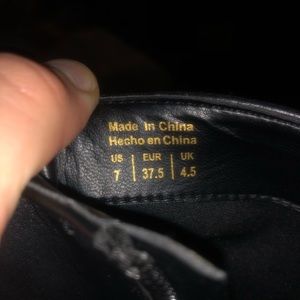 Made in China
Hecho en China
US | EUR | UK
7 | 37.5 | 4.5